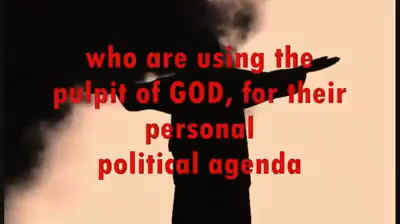 who are using the
pulpit of GOD, for their
personal
political agenda